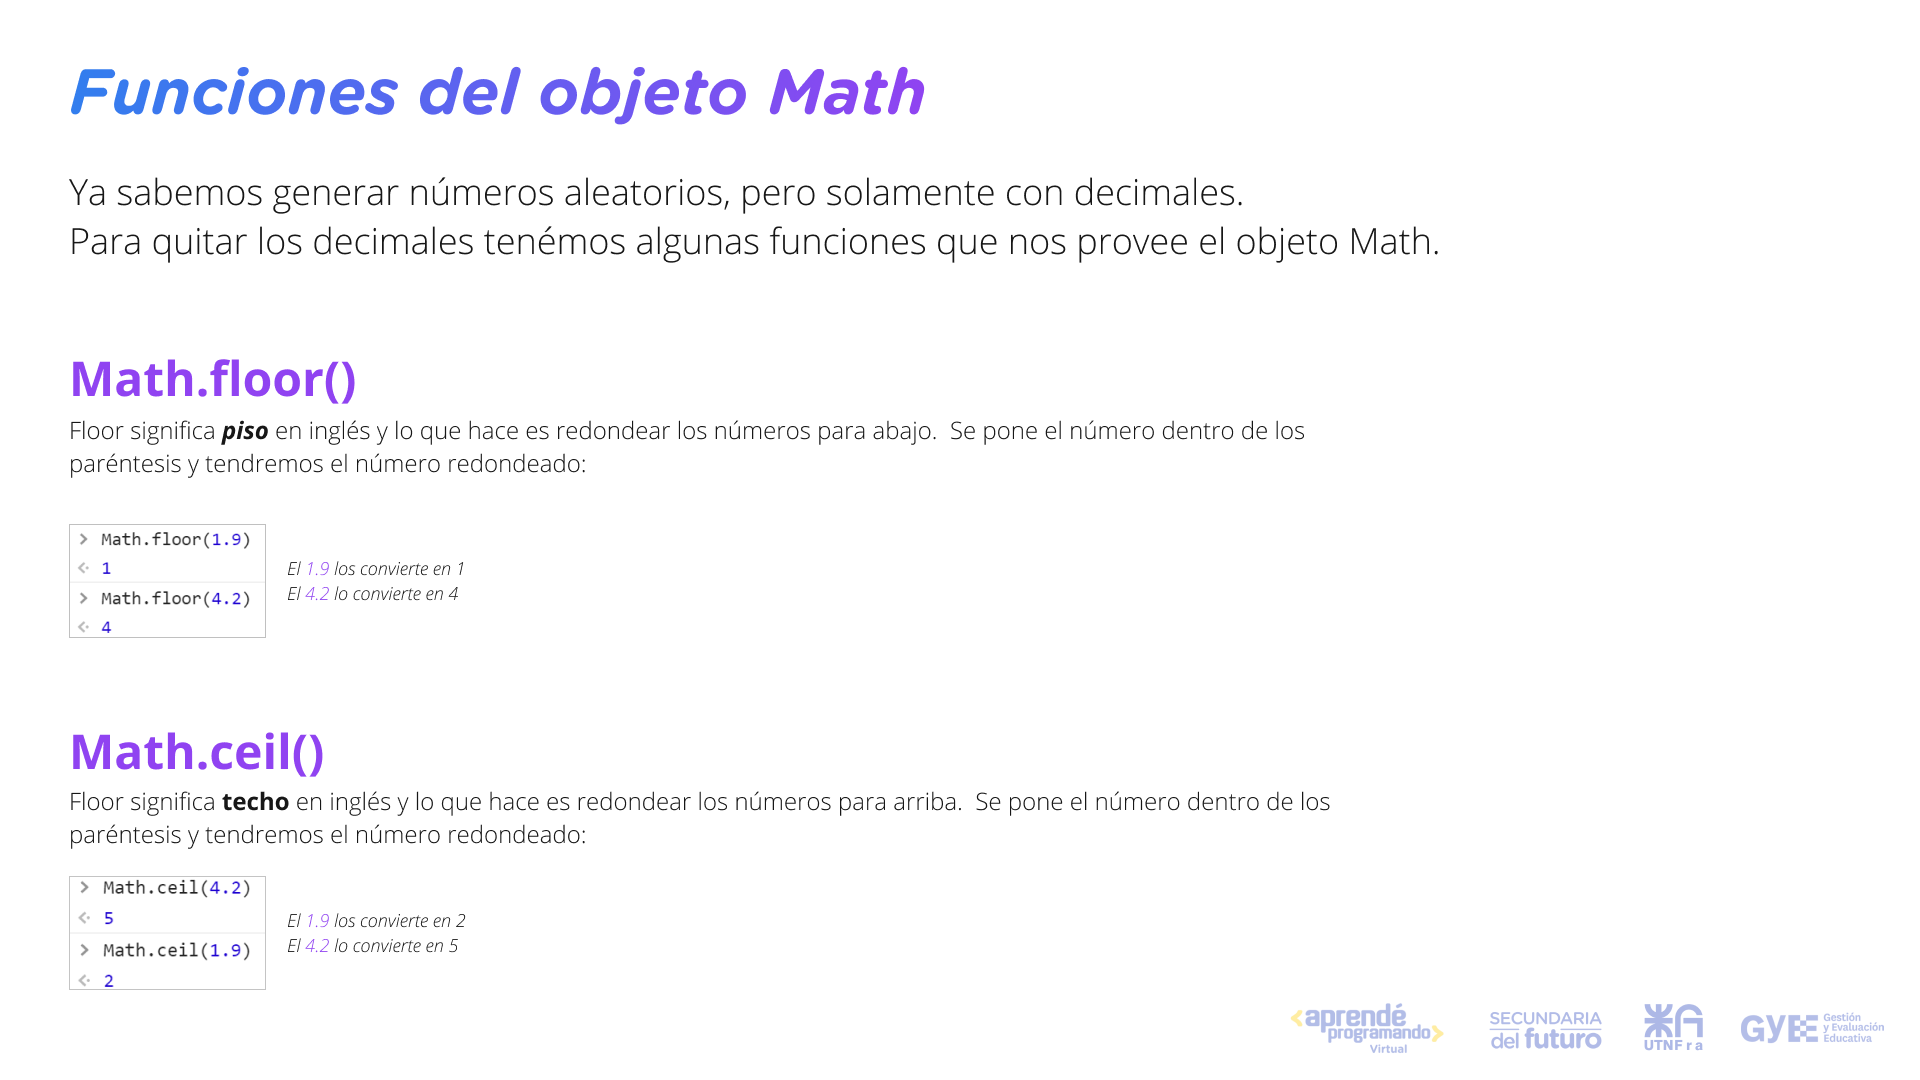 Funciones del objeto Math
Ya sabemos generar números aleatorios, pero solamente con decimales.
Para quitar los decimales tenémos algunas funciones que nos provee el objeto Math.
Math.floor()
Floor significa piso en inglés y lo que hace es redondear los números para abajo.  Se pone el número dentro de los
paréntesis y tendremos el número redondeado:
> Math.floor(1.9)
<· 1
> Math.floor(4.2)
<· 4
El 1.9 los convierte en 1
El 4.2 lo convierte en 4
Math.ceil()
Floor significa techo en inglés y lo que hace es redondear los números para arriba.  Se pone el número dentro de los
paréntesis y tendremos el número redondeado:
> Math.ceil(4.2)
<· 5
> Math.ceil(1.9)
<· 2
El 1.9 los convierte en 2
El 4.2 lo convierte en 5
<aprendé
programando>
Virtual
SECUNDARIA
del futuro
UTNFra
GYEE
Gestión
y Evaluación
Educativa